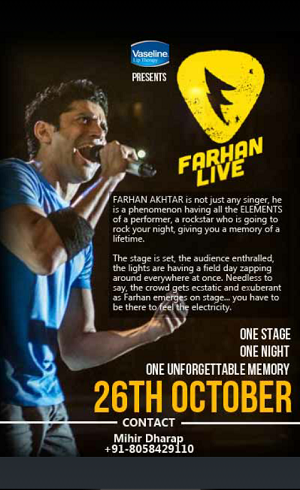 Vaseline
Lip Therapy
PRESENTS
FARHAN
LIVE
FARHAN AKHTAR is not just any singer, he
is a phenomenon having all the ELEMENTS
of a performer, a rockstar who is going to
rock your night, giving you a memory of a
lifetime.
The stage is set, the audience enthralled,
the lights are having a field day zapping
around everywhere at once. Needless to
say, the crowd gets ecstatic and exuberant
as Farhan emerges on stage... you have to
be there to feel the electricity.
ONE STAGE
ONE NIGHT
ONE UNFORGETTABLE MEMORY
26TH OCTOBER
CONTACT
Mihir Dharap
+91-8058429110